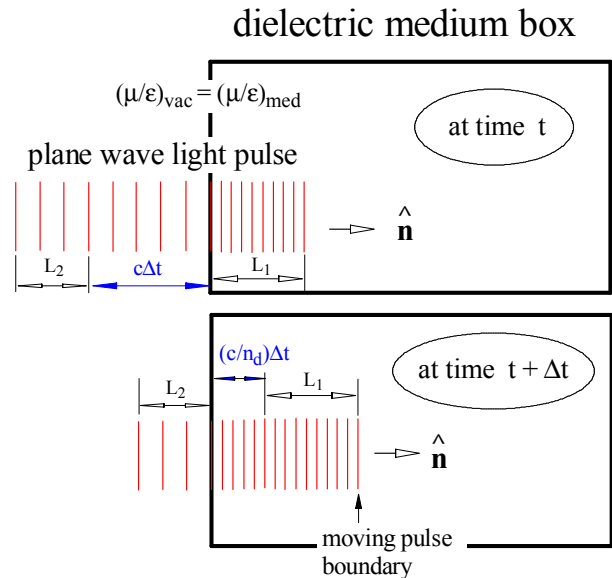 dielectric medium box
(μ/ε)vac = (μ/ε)med
at time t
plane wave light pulse
n̂
L₂
cΔt
L₁
(c/n_d)Δt
L₂
L₁
at time t + Δt
n̂
moving pulse
boundary